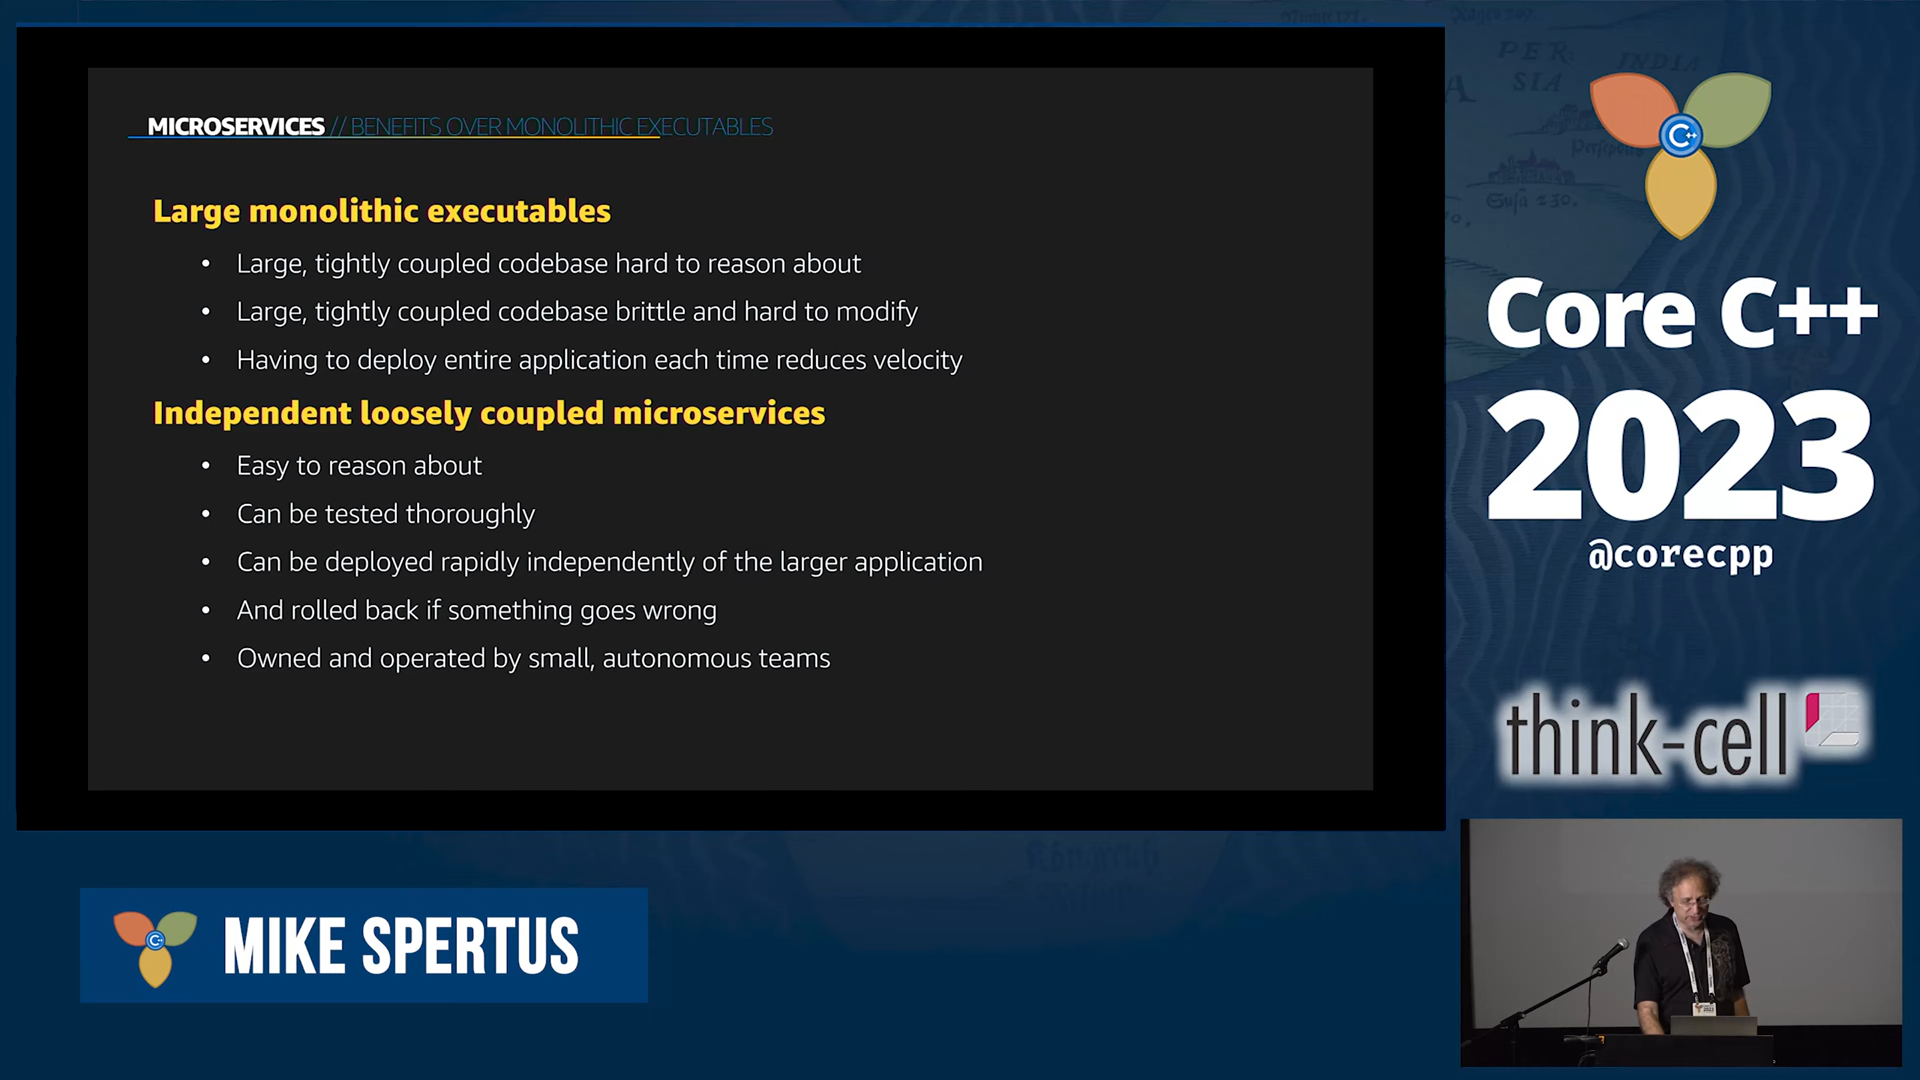 MICROSERVICES // BENEFITS OVER MONOLITHIC EXECUTABLES
Large monolithic executables
• Large, tightly coupled codebase hard to reason about
• Large, tightly coupled codebase brittle and hard to modify
• Having to deploy entire application each time reduces velocity
Independent loosely coupled microservices
• Easy to reason about
• Can be tested thoroughly
• Can be deployed rapidly independently of the larger application
• And rolled back if something goes wrong
• Owned and operated by small, autonomous teams
PER
SIA
INDIA
C++
Core C++
2023
@corecpp
think-cell
C++
MIKE SPERTUS